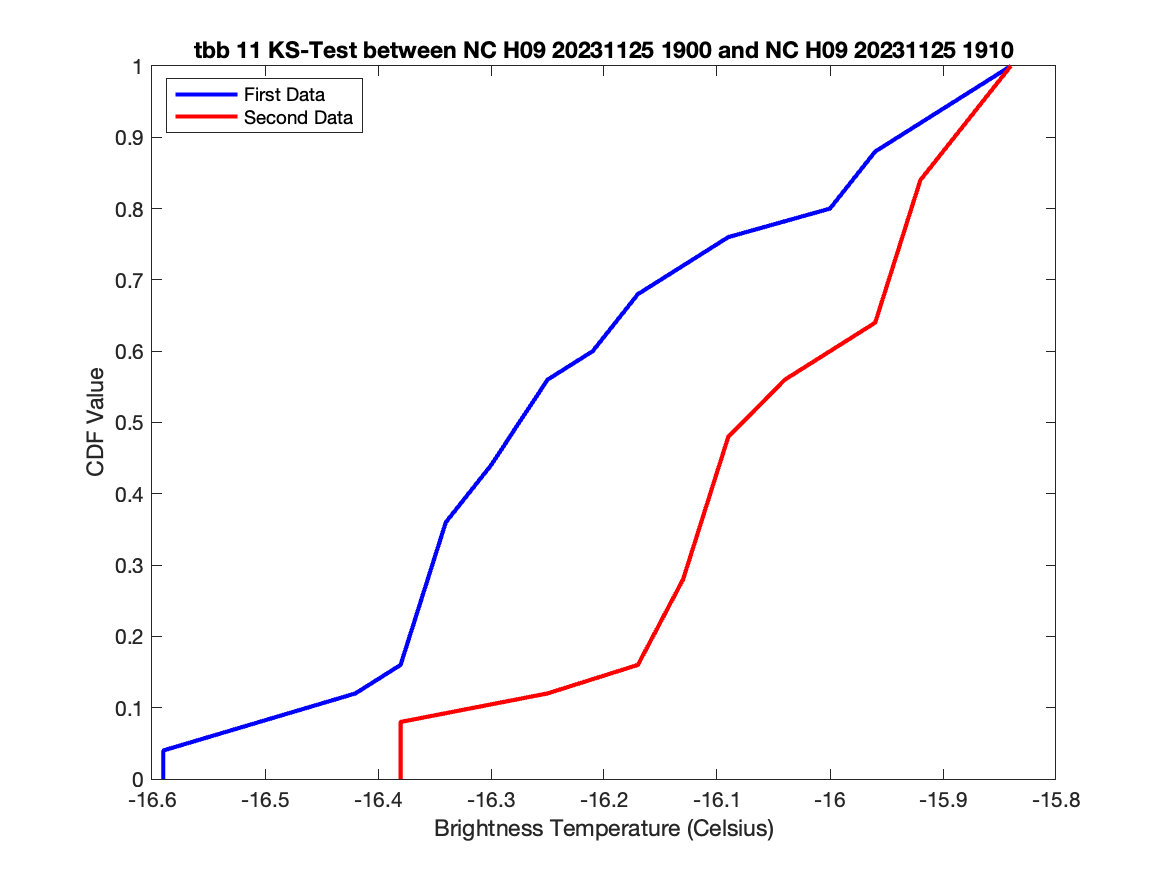 tbb 11 KS-Test between NC H09 20231125 1900 and NC H09 20231125 1910
First Data
Second Data
1
0.9
0.8
0.7
0.6
0.5
0.4
0.3
0.2
0.1
0
CDF Value
-16.6 -16.5 -16.4 -16.3 -16.2 -16.1 -16 -15.9 -15.8
Brightness Temperature (Celsius)